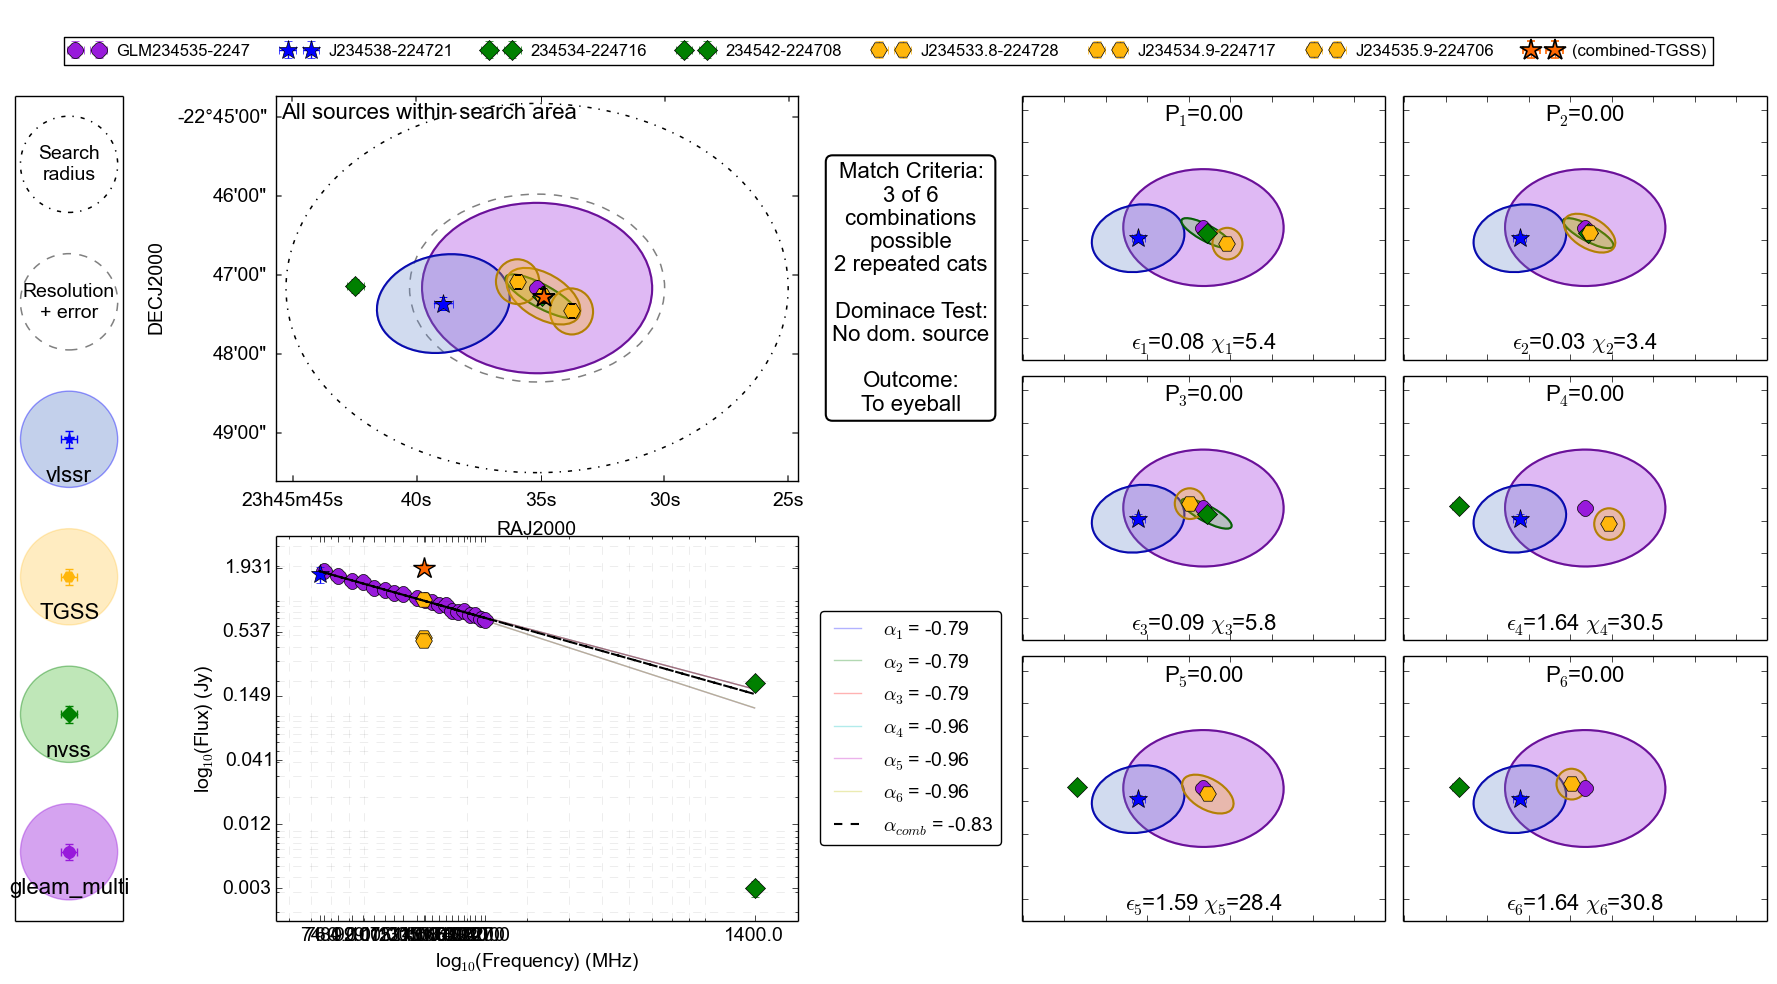 GLM234535-2247 J234538-224721 234534-224716 234542-224708 J234533.8-224728 J234534.9-224717 J234535.9-224706 (combined-TGSS)
Search
radius
Resolution
+ error
vlssr
TGSS
nvss
gleam_multi
All sources within search area
DECJ2000
-22°45'00"
46'00"
47'00"
48'00"
49'00"
23h45m45s 40s 35s 30s 25s
RAJ2000
log10(Flux) (Jy)
1.931
0.537
0.149
0.041
0.012
0.003
1400.0
log10(Frequency) (MHz)
Match Criteria:
3 of 6
combinations
possible
2 repeated cats
Dominace Test:
No dom. source
Outcome:
To eyeball
α1 = -0.79
α2 = -0.79
α3 = -0.79
α4 = -0.96
α5 = -0.96
α6 = -0.96
αcomb = -0.83
P1=0.00
ϵ1=0.08 χ1=5.4
P2=0.00
ϵ2=0.03 χ2=3.4
P3=0.00
ϵ3=0.09 χ3=5.8
P4=0.00
ϵ4=1.64 χ4=30.5
P5=0.00
ϵ5=1.59 χ5=28.4
P6=0.00
ϵ6=1.64 χ6=30.8